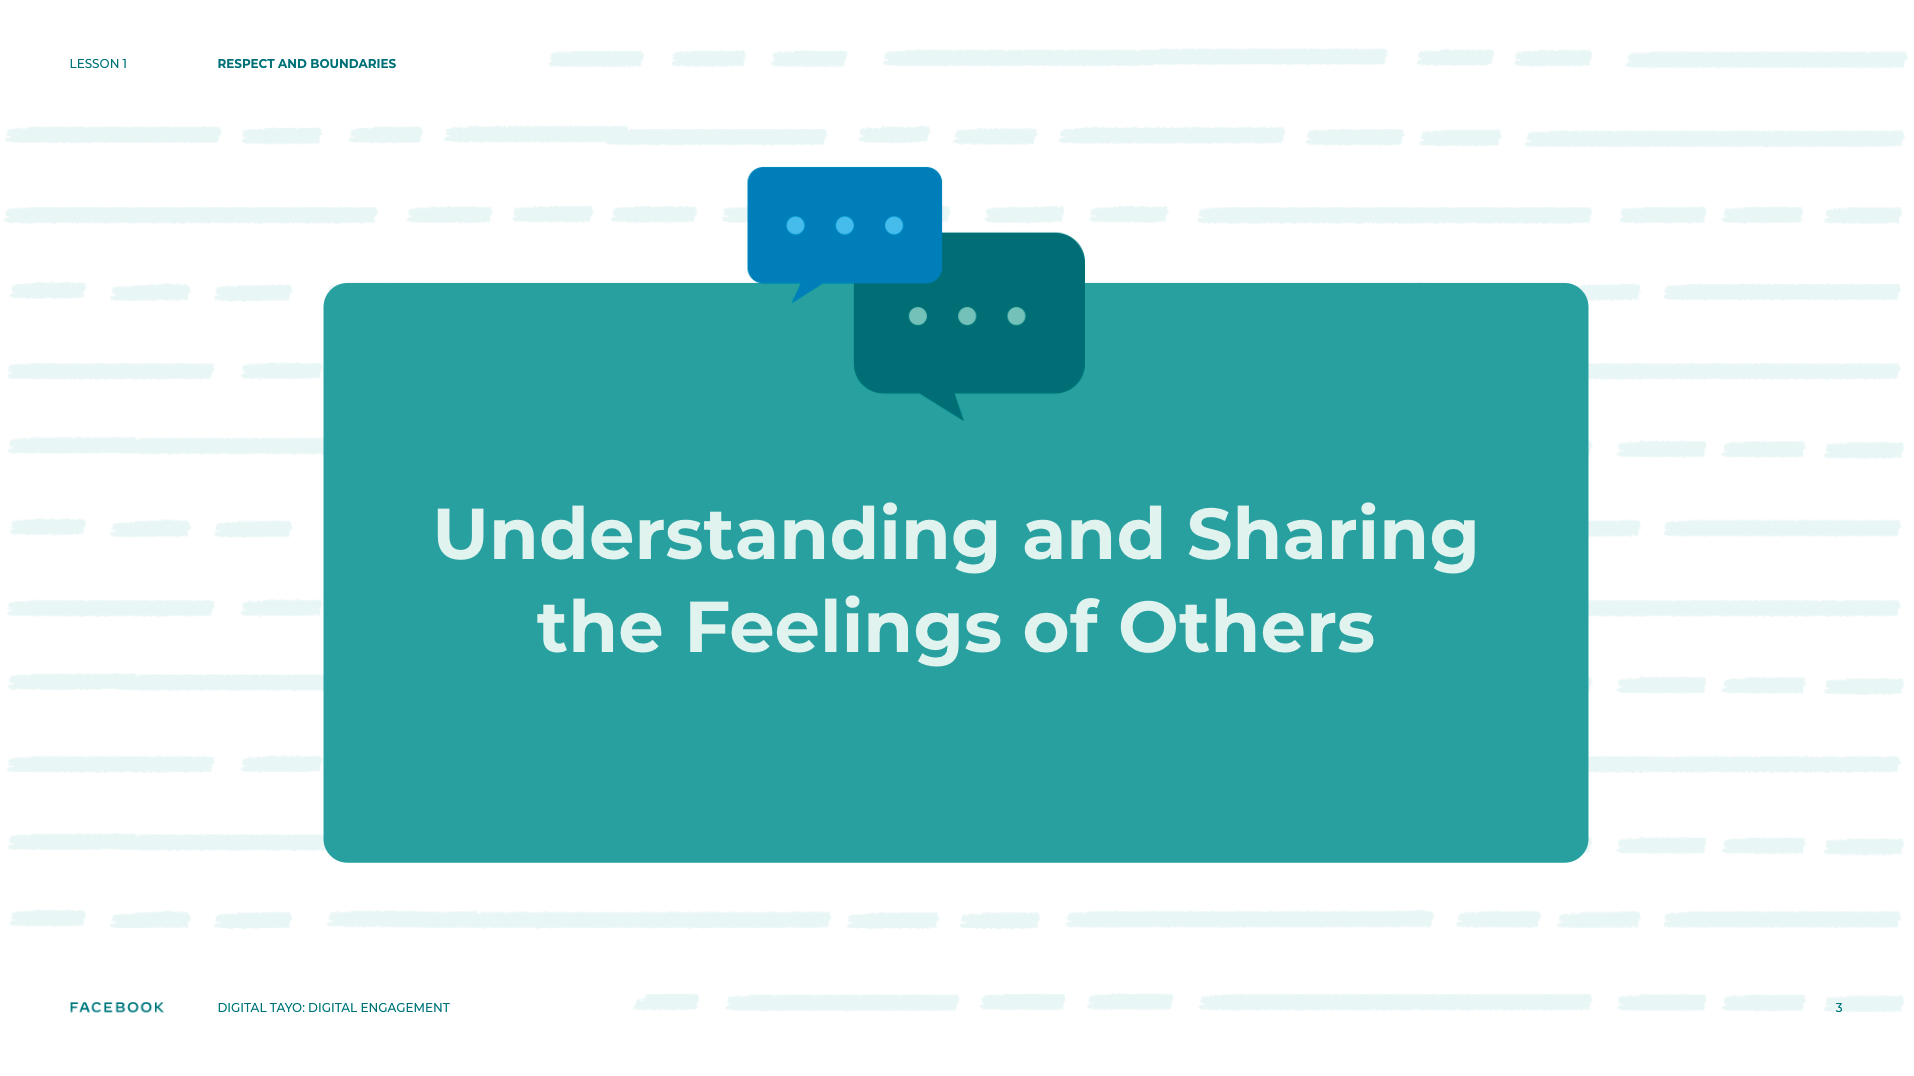 LESSON 1
RESPECT AND BOUNDARIES
Understanding and Sharing
the Feelings of Others
FACEBOOK
DIGITAL TAYO: DIGITAL ENGAGEMENT
3